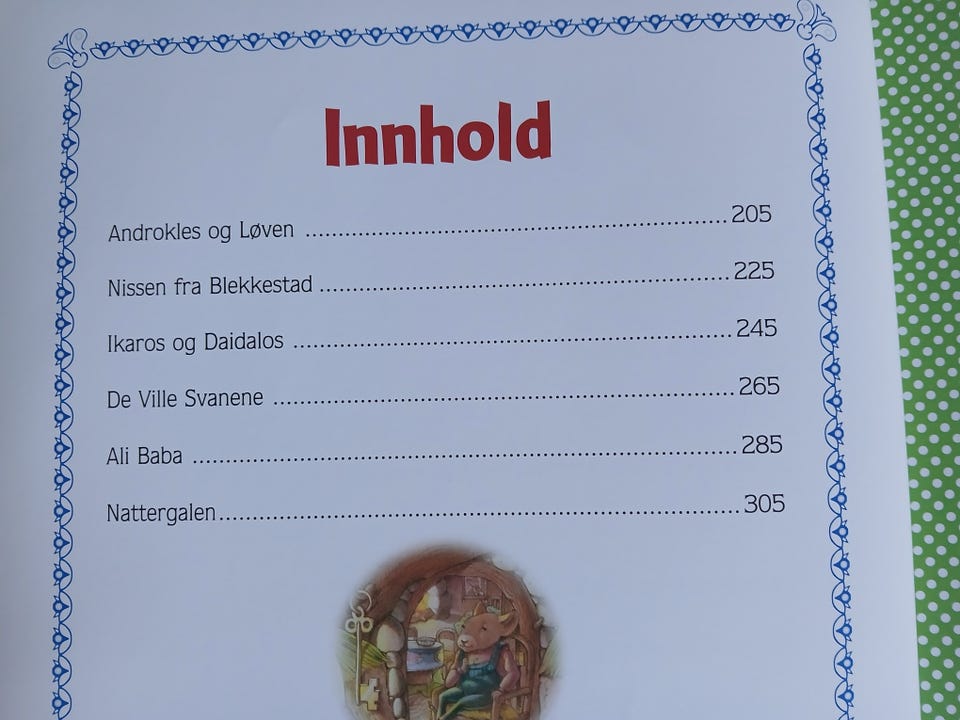 Innhold
Androkles og Løven ........................................................ 205
Nissen fra Blekkestad ...................................................... 225
Ikaros og Daidalos .......................................................... 245
De Ville Svanene ............................................................. 265
Ali Baba ........................................................................ 285
Nattergalen..................................................................... 305